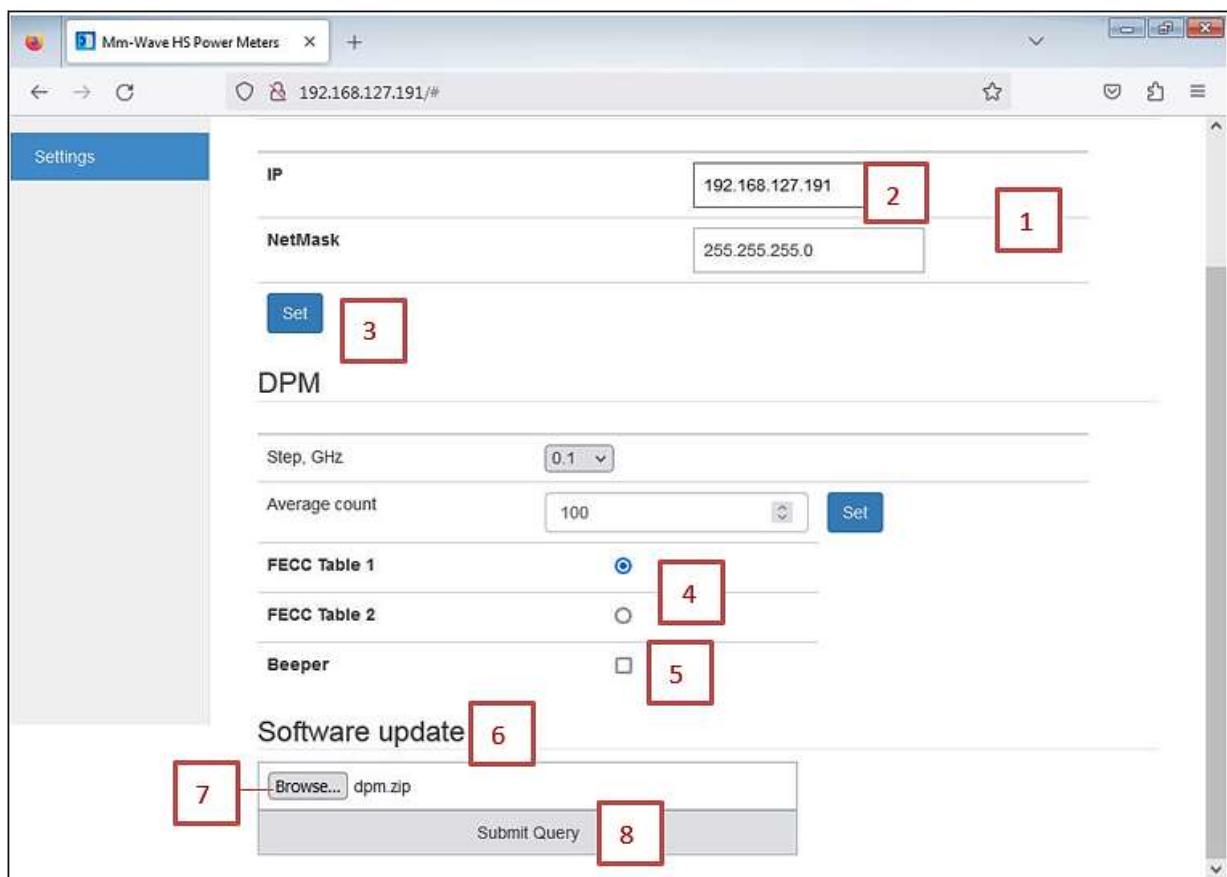 Mm-Wave HS Power Meters
192.168.127.191/#
Settings
IP
192.168.127.191
2
1
NetMask
255.255.255.0
Set
3
DPM
Step, GHz
0.1
Average count
100
Set
FECC Table 1
4
FECC Table 2
Beeper
5
Software update
6
7
Browse... dpm.zip
Submit Query
8